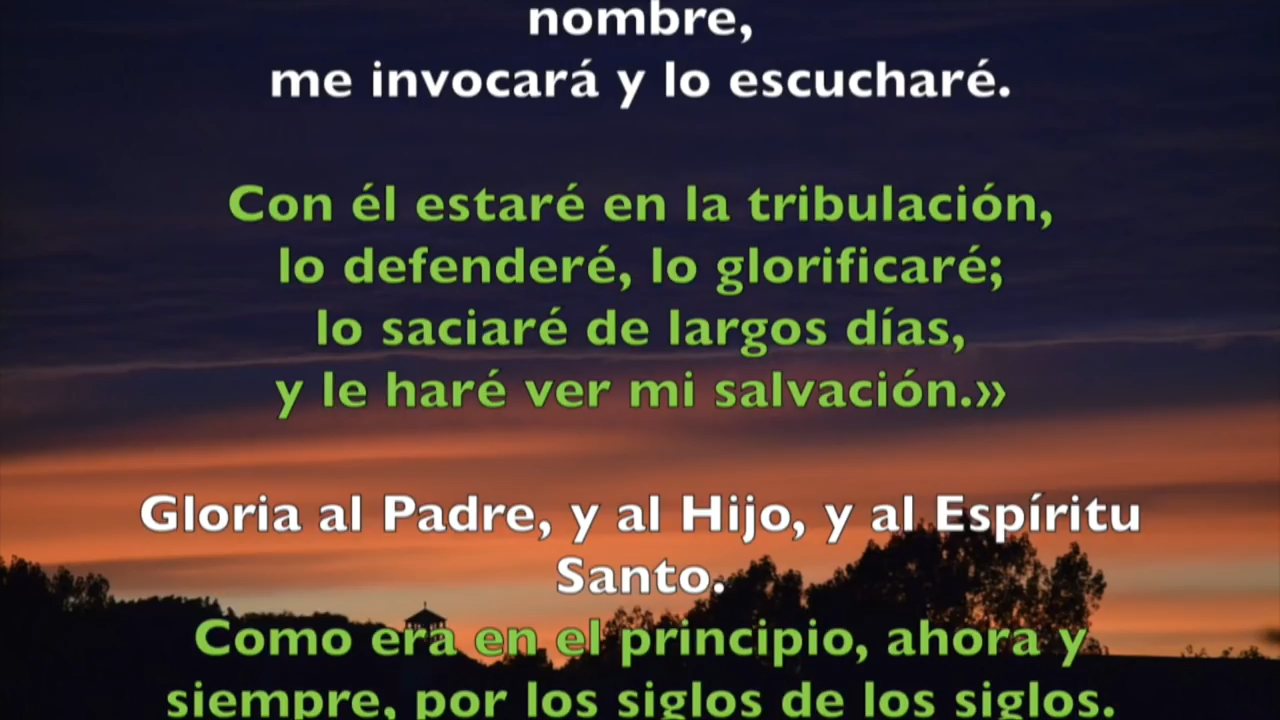 nombre,
me invocará y lo escucharé.
Con él estaré en la tribulación,
lo defenderé, lo glorificaré;
lo saciaré de largos días,
y le haré ver mi salvación.»
Gloria al Padre, y al Hijo, y al Espíritu
Santo.
Como era en el principio, ahora y
siempre, por los siglos de los siglos.